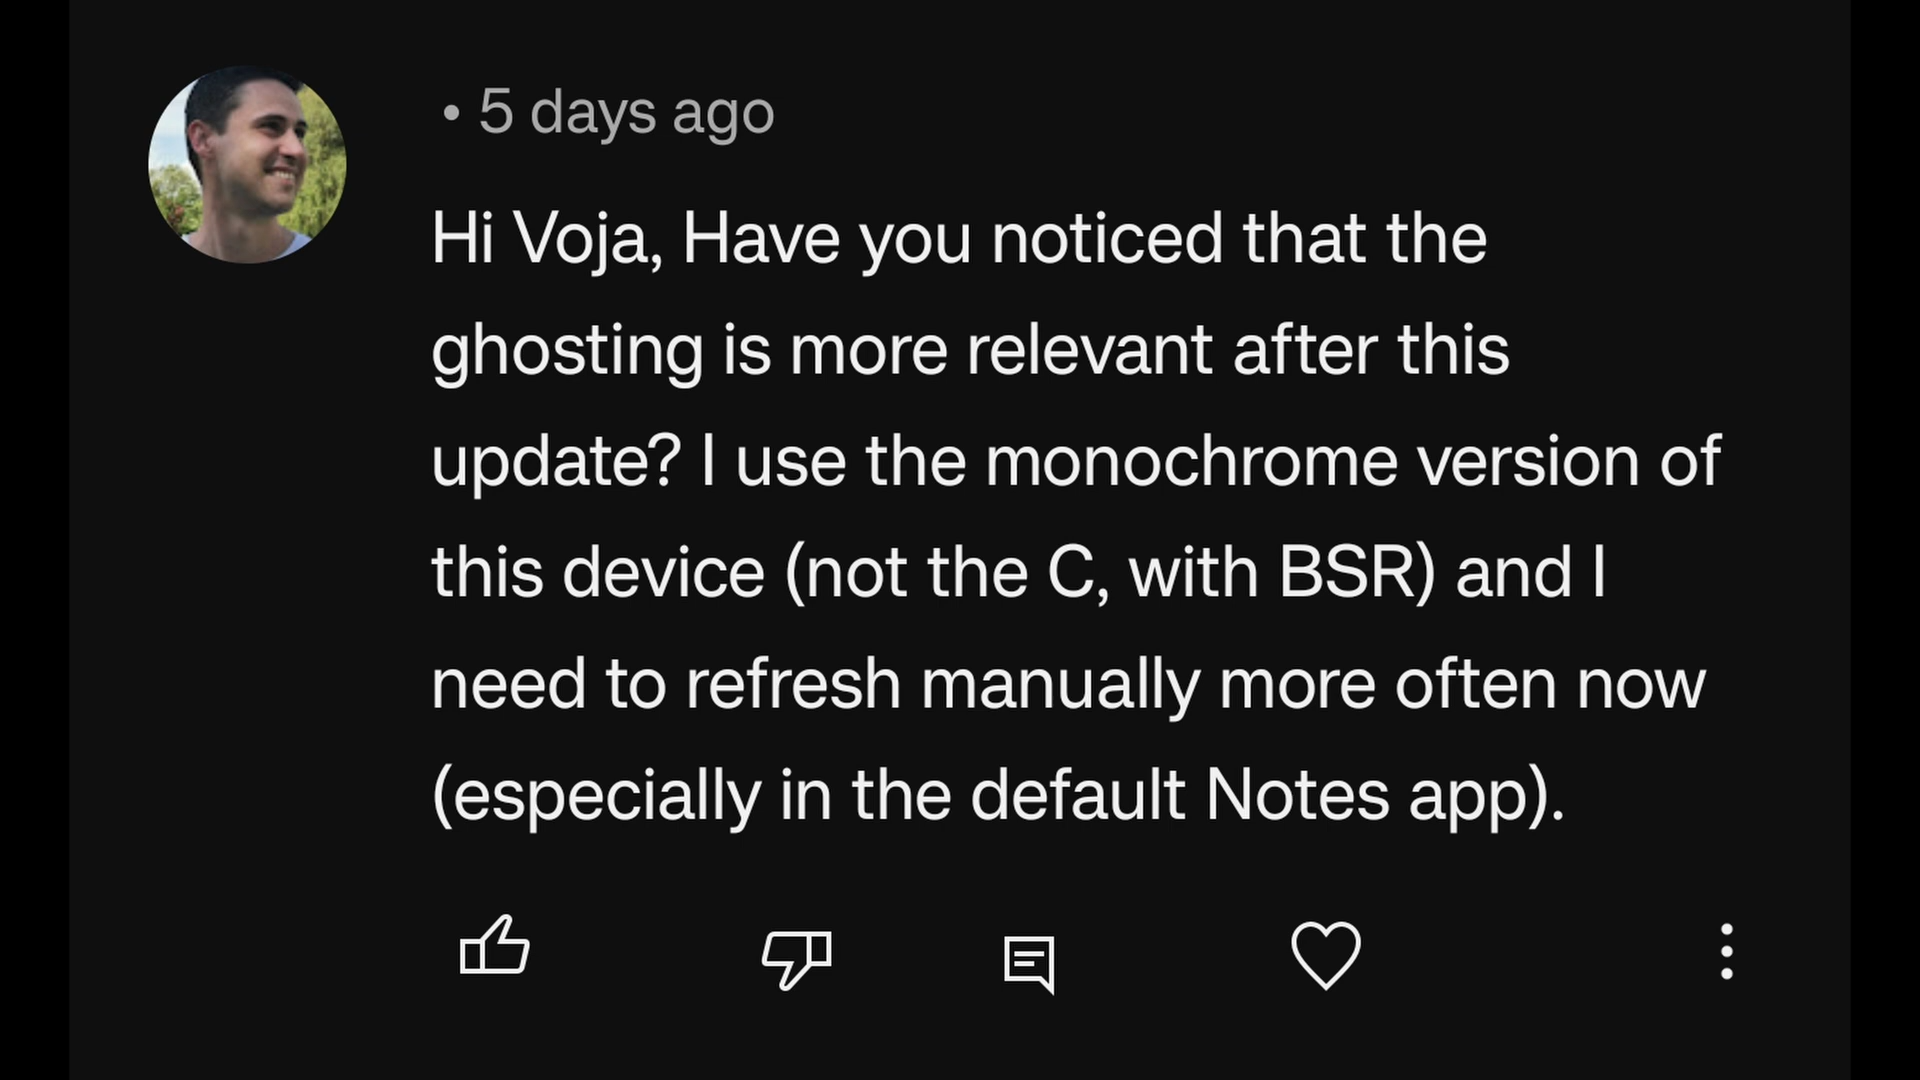 • 5 days ago
Hi Voja, Have you noticed that the
ghosting is more relevant after this
update? I use the monochrome version of
this device (not the C, with BSR) and I
need to refresh manually more often now
(especially in the default Notes app).